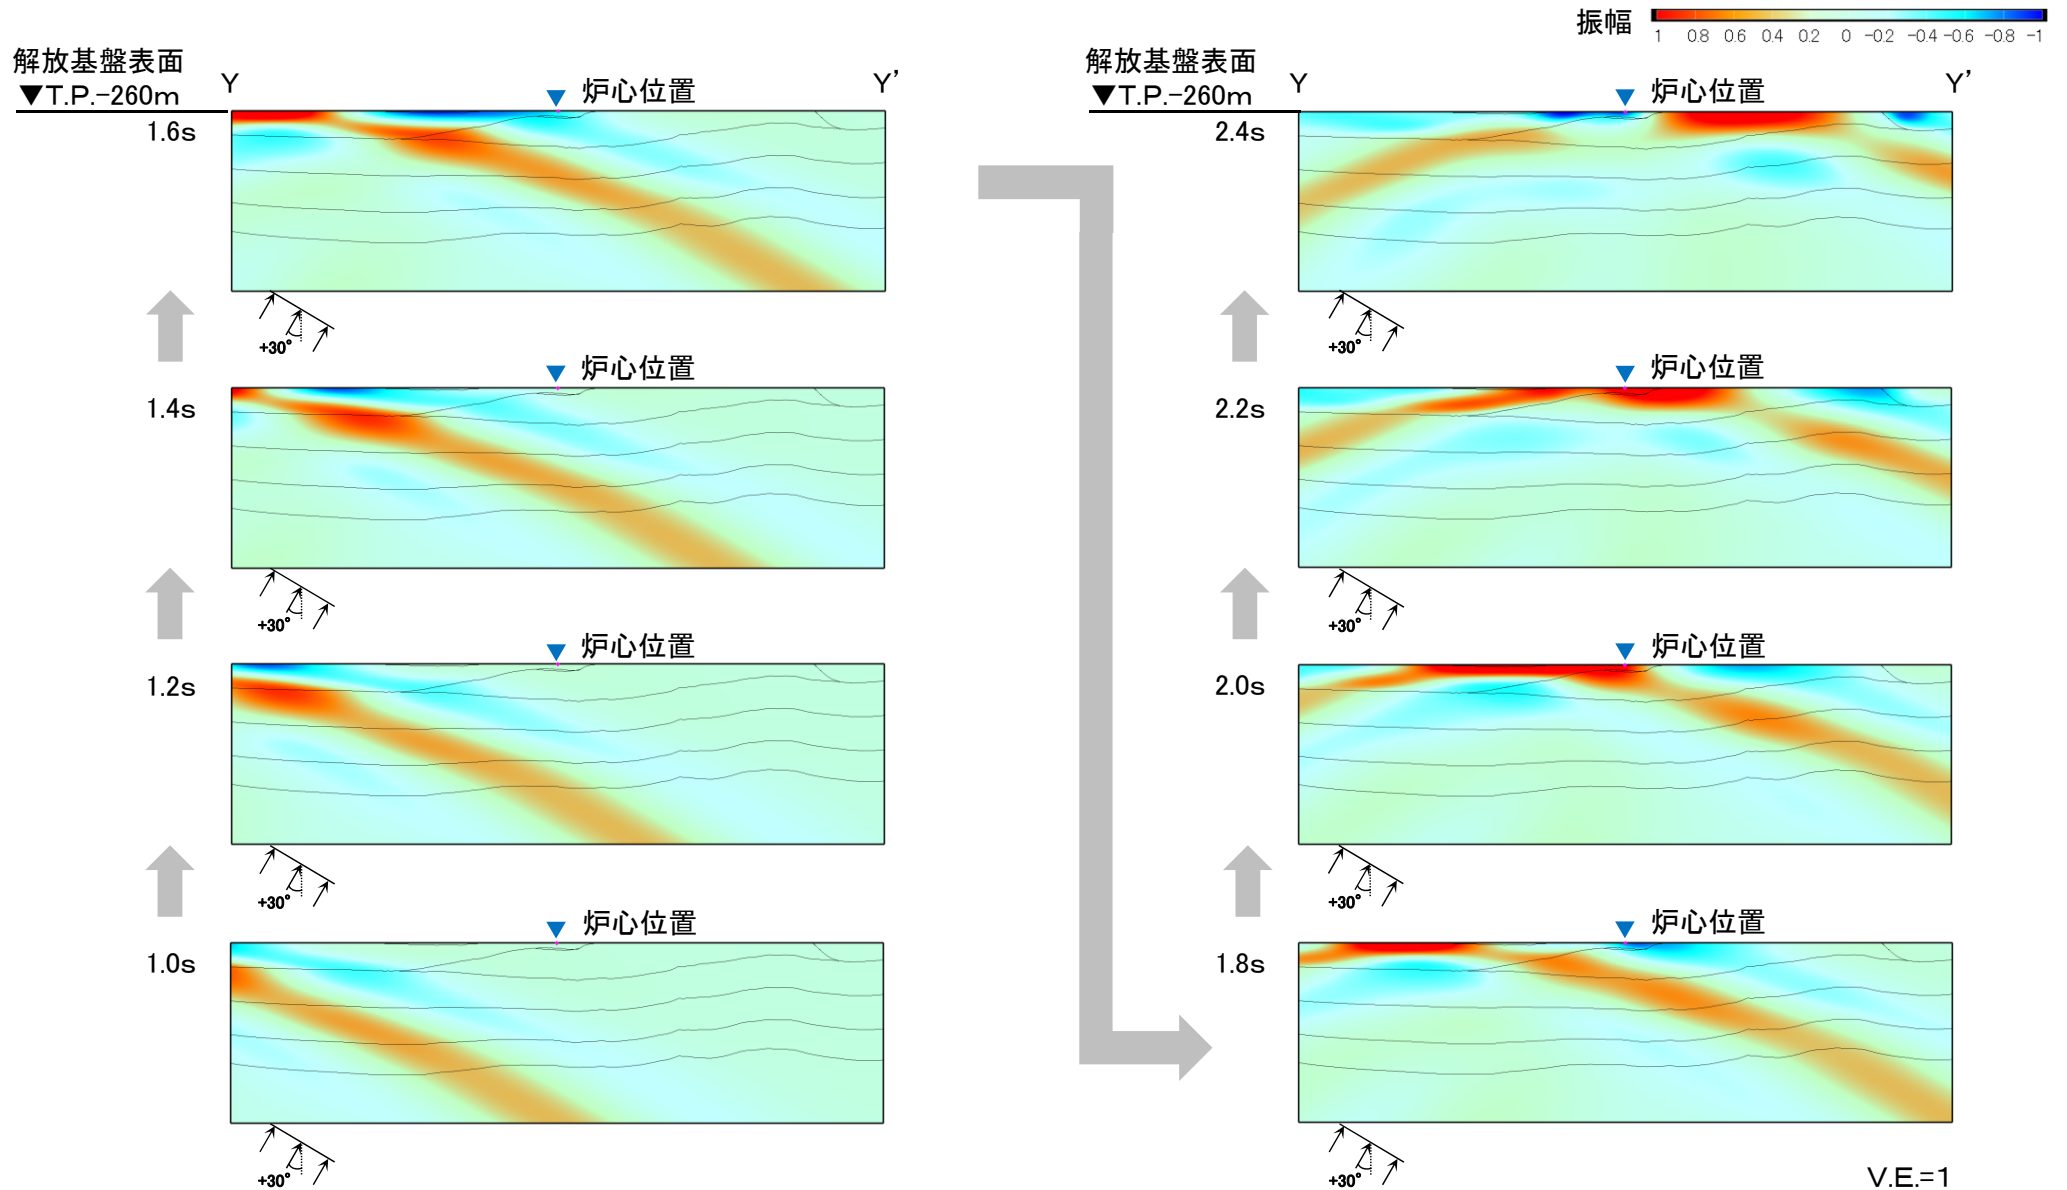 振幅
1 0.8 0.6 0.4 0.2 0 -0.2 -0.4 -0.6 -0.8 -1
解放基盤表面
▼T.P.-260m
Y
炉心位置
Y'
1.6s
+30°
炉心位置
1.4s
+30°
炉心位置
1.2s
+30°
炉心位置
1.0s
+30°
解放基盤表面
▼T.P.-260m
Y
炉心位置
Y'
2.4s
+30°
炉心位置
2.2s
+30°
炉心位置
2.0s
+30°
炉心位置
1.8s
+30°
V.E.=1